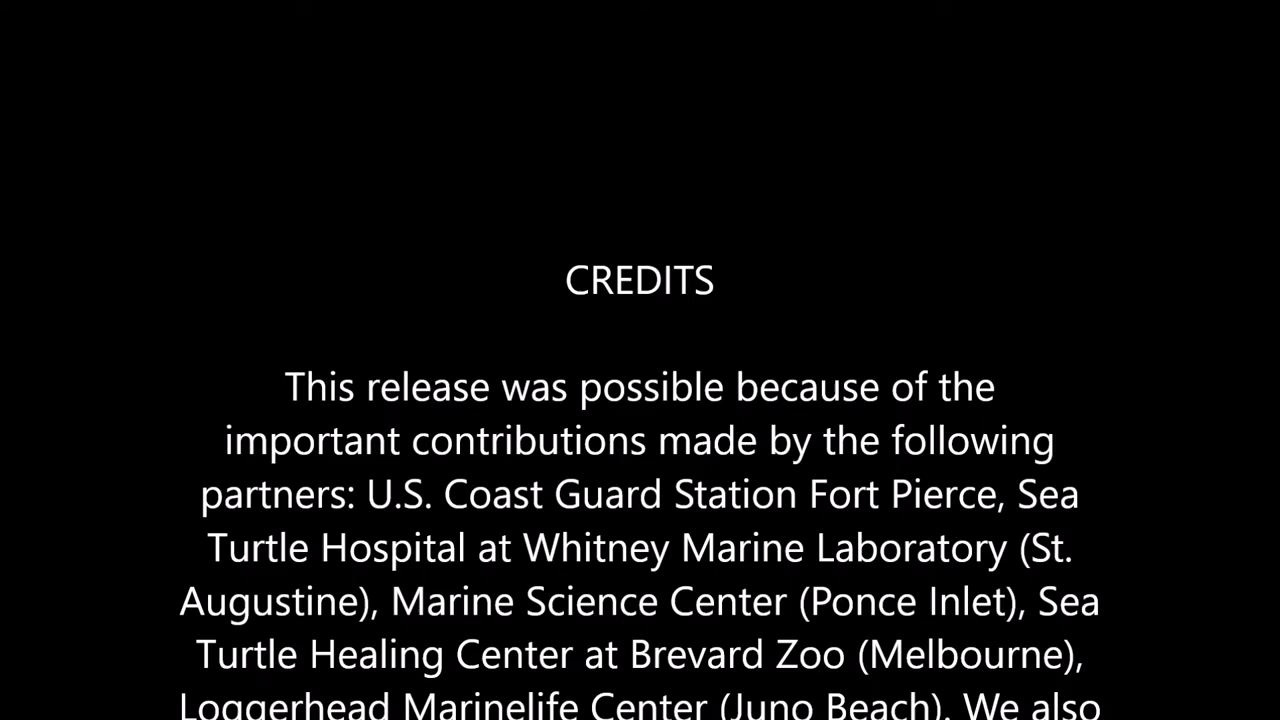 CREDITS
This release was possible because of the
important contributions made by the following
partners: U.S. Coast Guard Station Fort Pierce, Sea
Turtle Hospital at Whitney Marine Laboratory (St.
Augustine), Marine Science Center (Ponce Inlet), Sea
Turtle Healing Center at Brevard Zoo (Melbourne),
Loggerhead Marinelife Center (Juno Beach). We also